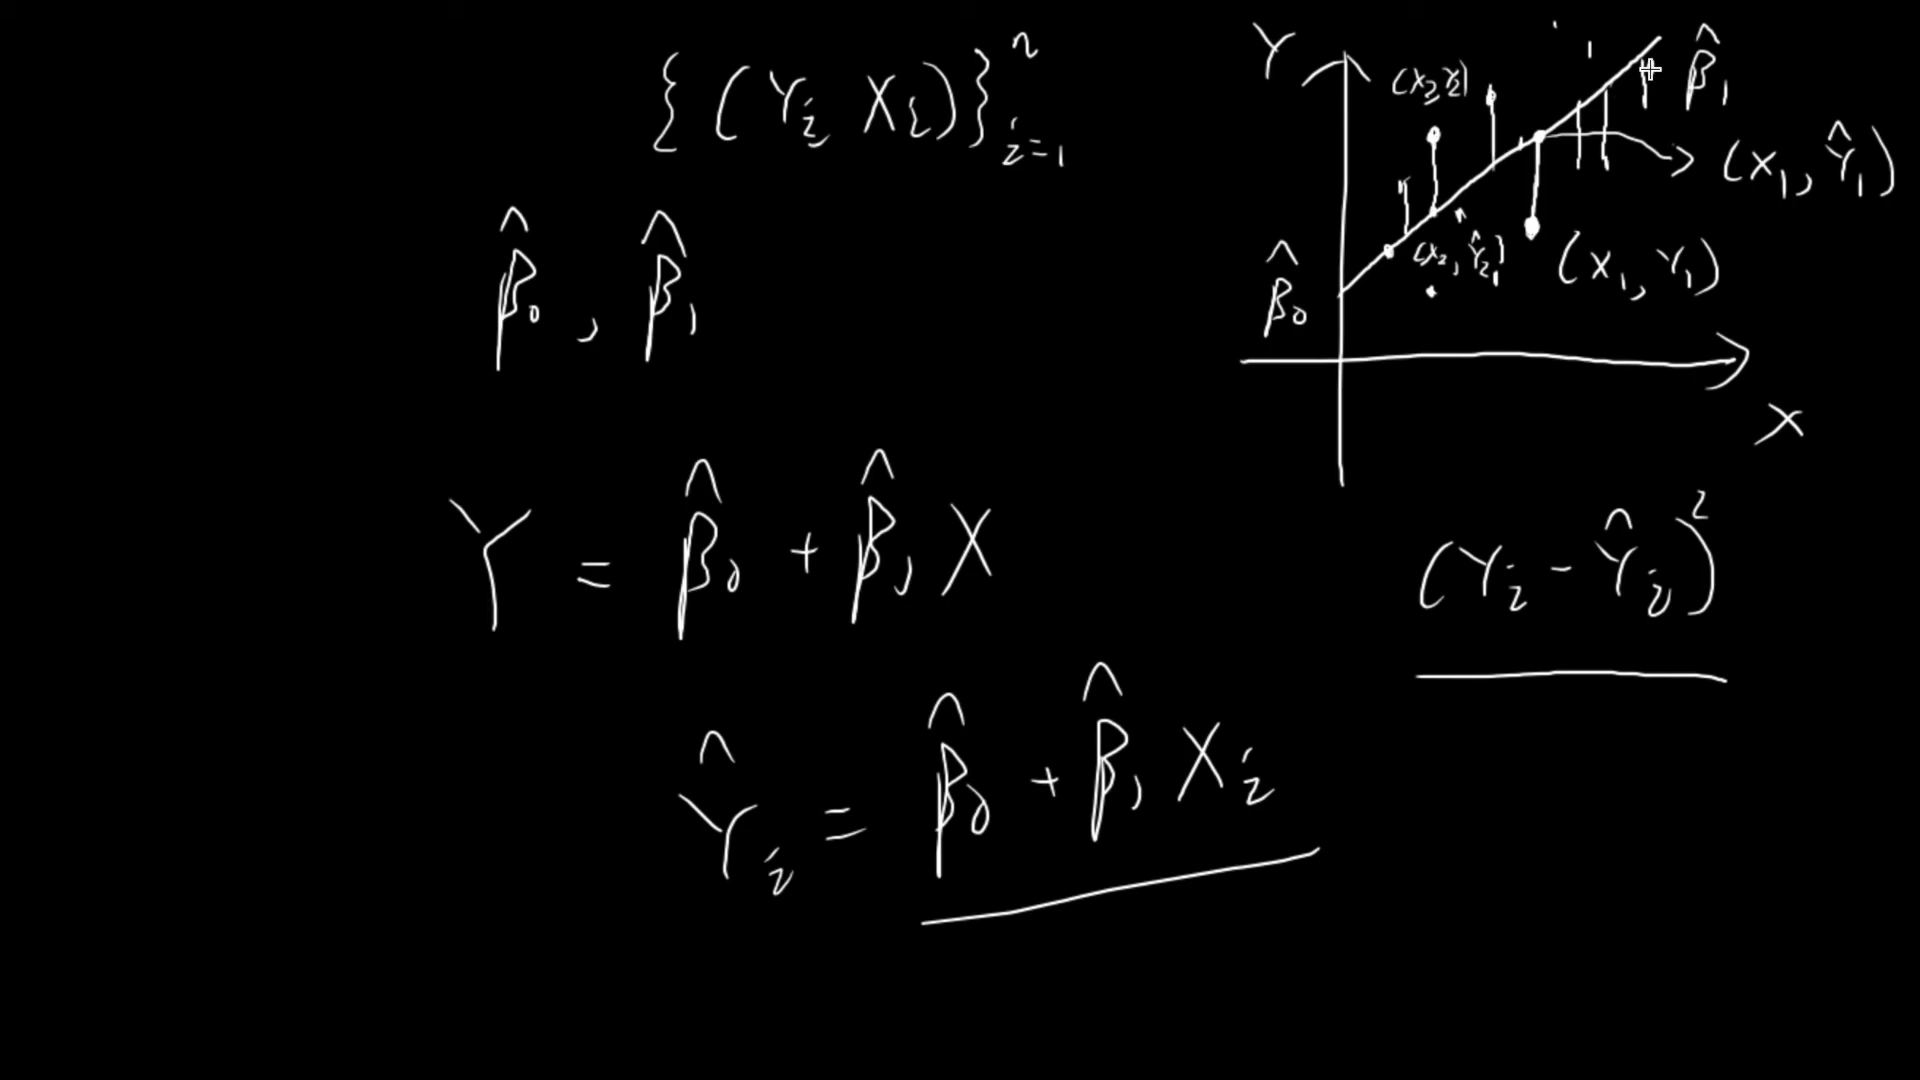 {(Yᵢ Xᵢ)}ⁿᵢ₌₁
β̂₀ , β̂₁
Y = β̂₀ + β̂₁ X
Ŷᵢ = β̂₀ + β̂₁ Xᵢ
Y
β̂₁
(X₂, Y₂)
(X₁, Ŷ₁)
(X₂, Ŷ₂)
(X₁, Y₁)
β̂₀
X
(Yᵢ - Ŷᵢ)²